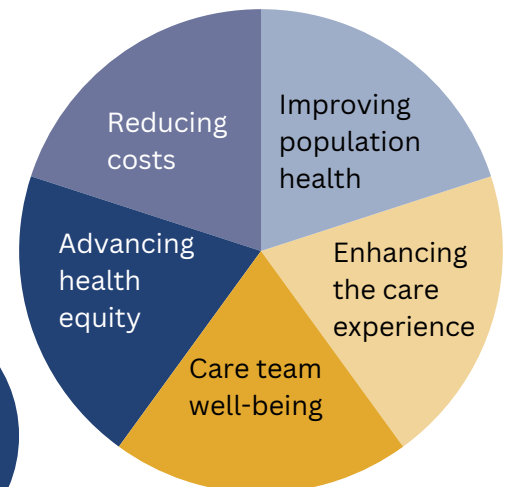 Reducing
costs
Improving
population
health
Advancing
health
equity
Enhancing
the care
experience
Care team
well-being